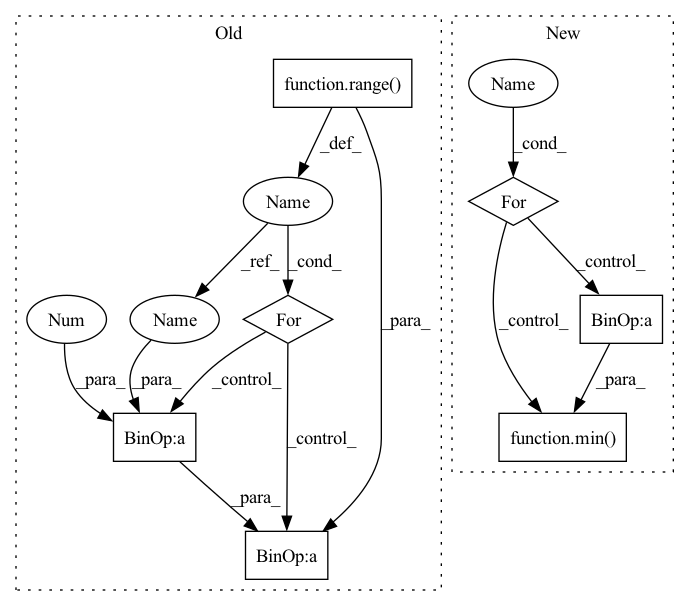 Old
New
function.range()
Name
_def_
_cond_
Name
For
_ref_
_cond_
_control_
Num
Name
For
_para_
BinOp:a
_control_
_para_
_para_
_control_
_para_
BinOp:a
_control_
function.min()
_para_
BinOp:a